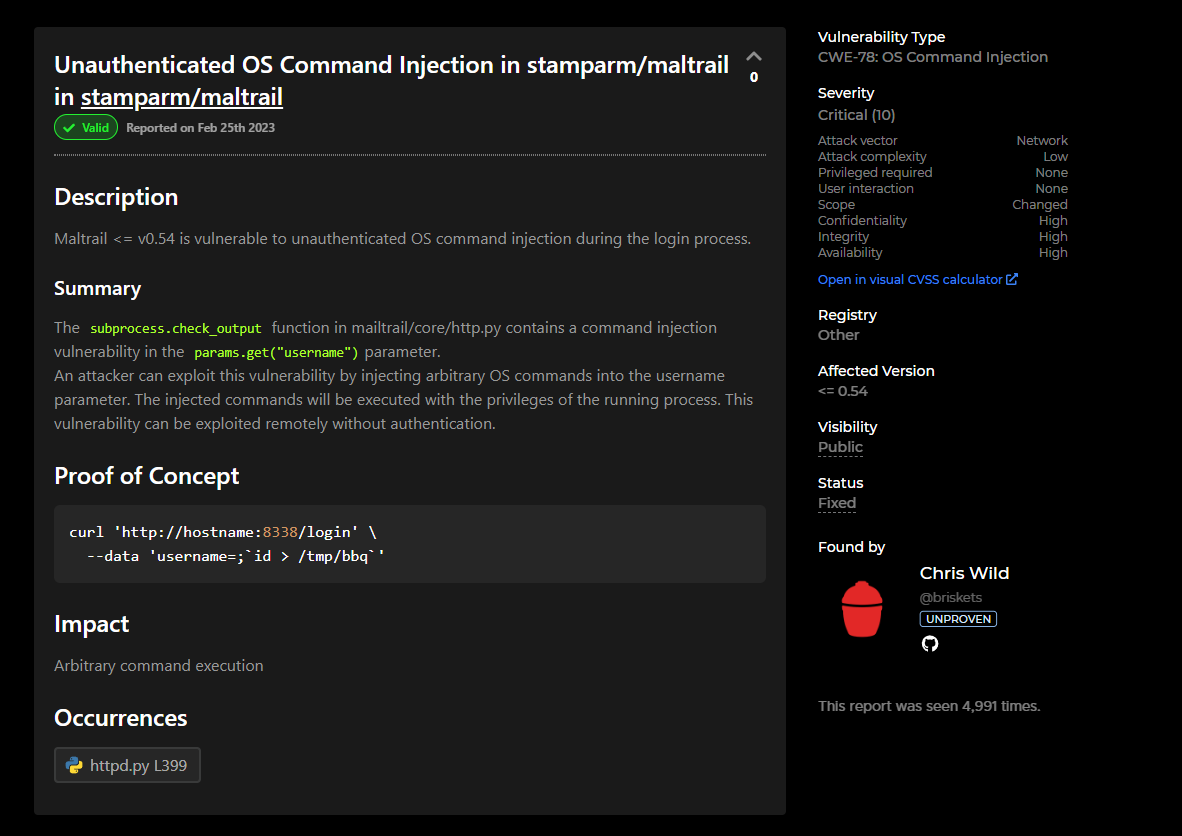 Unauthenticated OS Command Injection in stamparm/maltrail
in stamparm/maltrail
0
Valid
Reported on Feb 25th 2023
Description
Maltrail <= v0.54 is vulnerable to unauthenticated OS command injection during the login process.
Summary
The subprocess.check_output function in mailtrail/core/http.py contains a command injection
vulnerability in the params.get("username") parameter.
An attacker can exploit this vulnerability by injecting arbitrary OS commands into the username
parameter. The injected commands will be executed with the privileges of the running process. This
vulnerability can be exploited remotely without authentication.
Proof of Concept
curl 'http://hostname:8338/login' \
--data 'username=;`id > /tmp/bbq`'
Impact
Arbitrary command execution
Occurrences
httpd.py L399
Vulnerability Type
CWE-78: OS Command Injection
Severity
Critical (10)
Attack vector Network
Attack complexity Low
Privileged required None
User interaction None
Scope Changed
Confidentiality High
Integrity High
Availability High
Open in visual CVSS calculator
Registry
Other
Affected Version
<= 0.54
Visibility
Public
Status
Fixed
Found by
Chris Wild
@briskets
UNPROVEN
This report was seen 4,991 times.